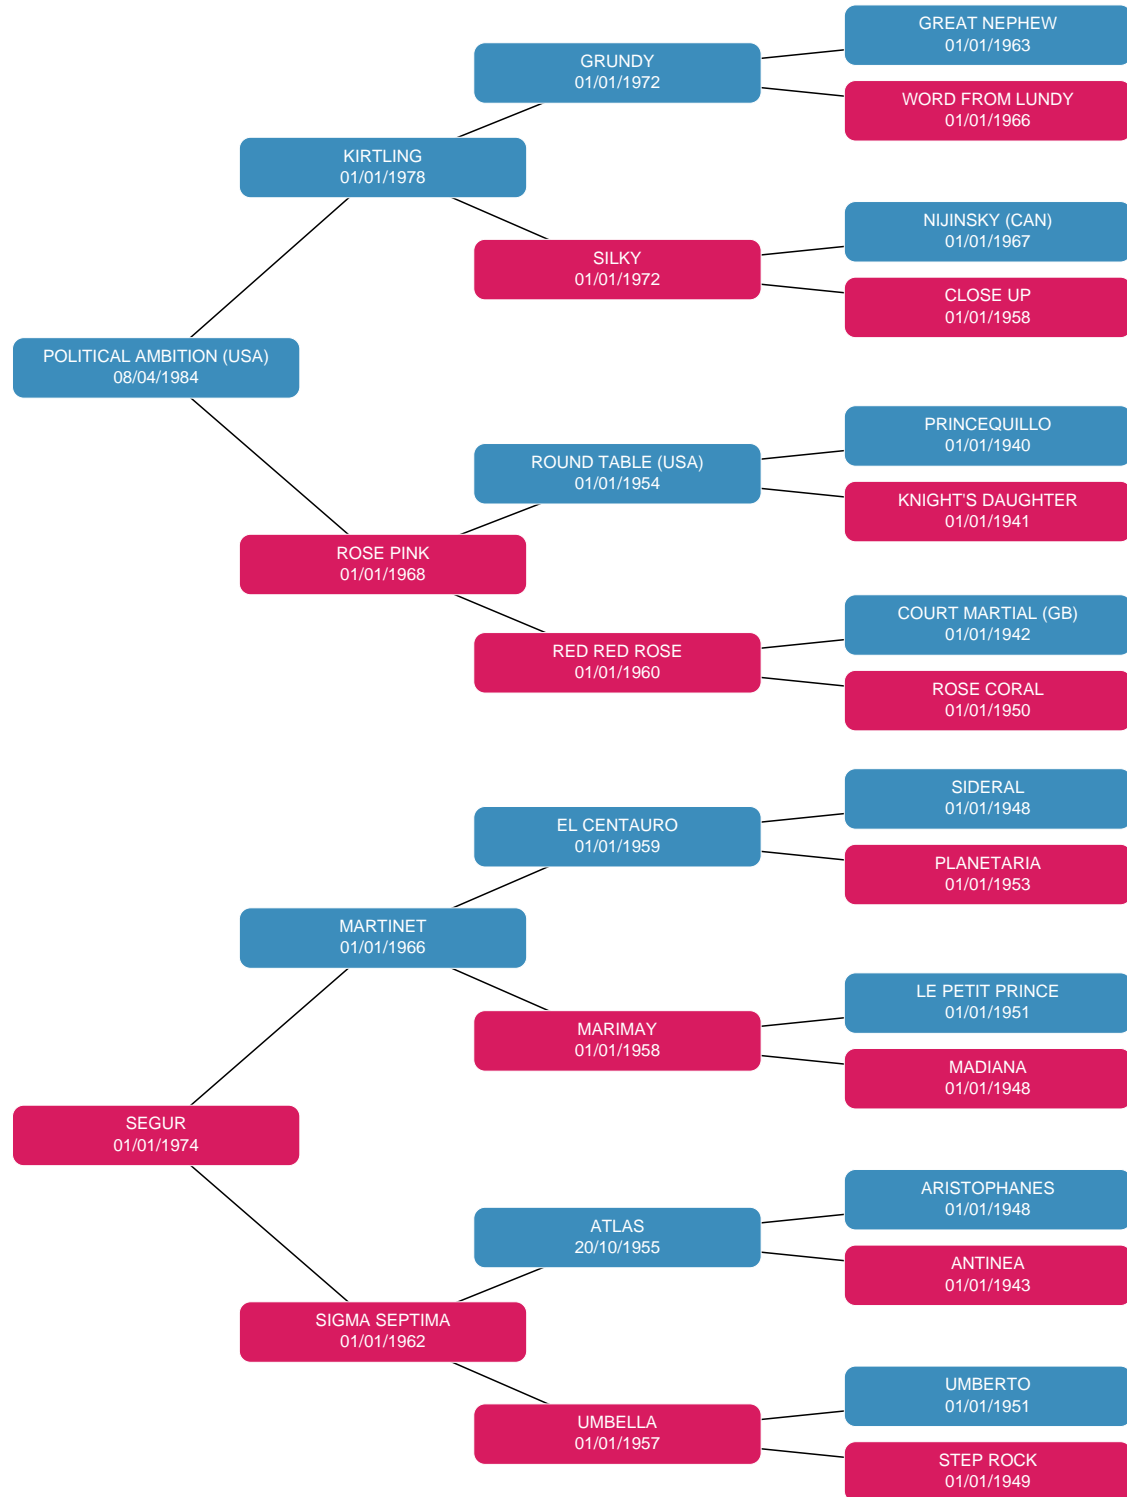 GREAT NEPHEW
01/01/1963
GRUNDY
01/01/1972
WORD FROM LUNDY
01/01/1966
KIRTLING
01/01/1978
NIJINSKY (CAN)
01/01/1967
SILKY
01/01/1972
CLOSE UP
01/01/1958
POLITICAL AMBITION (USA)
08/04/1984
PRINCEQUILLO
01/01/1940
ROUND TABLE (USA)
01/01/1954
KNIGHT'S DAUGHTER
01/01/1941
ROSE PINK
01/01/1968
COURT MARTIAL (GB)
01/01/1942
RED RED ROSE
01/01/1960
ROSE CORAL
01/01/1950
SIDERAL
01/01/1948
EL CENTAURO
01/01/1959
PLANETARIA
01/01/1953
MARTINET
01/01/1966
LE PETIT PRINCE
01/01/1951
MARIMAY
01/01/1958
MADIANA
01/01/1948
SEGUR
01/01/1974
ARISTOPHANES
01/01/1948
ATLAS
20/10/1955
ANTINEA
01/01/1943
SIGMA SEPTIMA
01/01/1962
UMBERTO
01/01/1951
UMBELLA
01/01/1957
STEP ROCK
01/01/1949